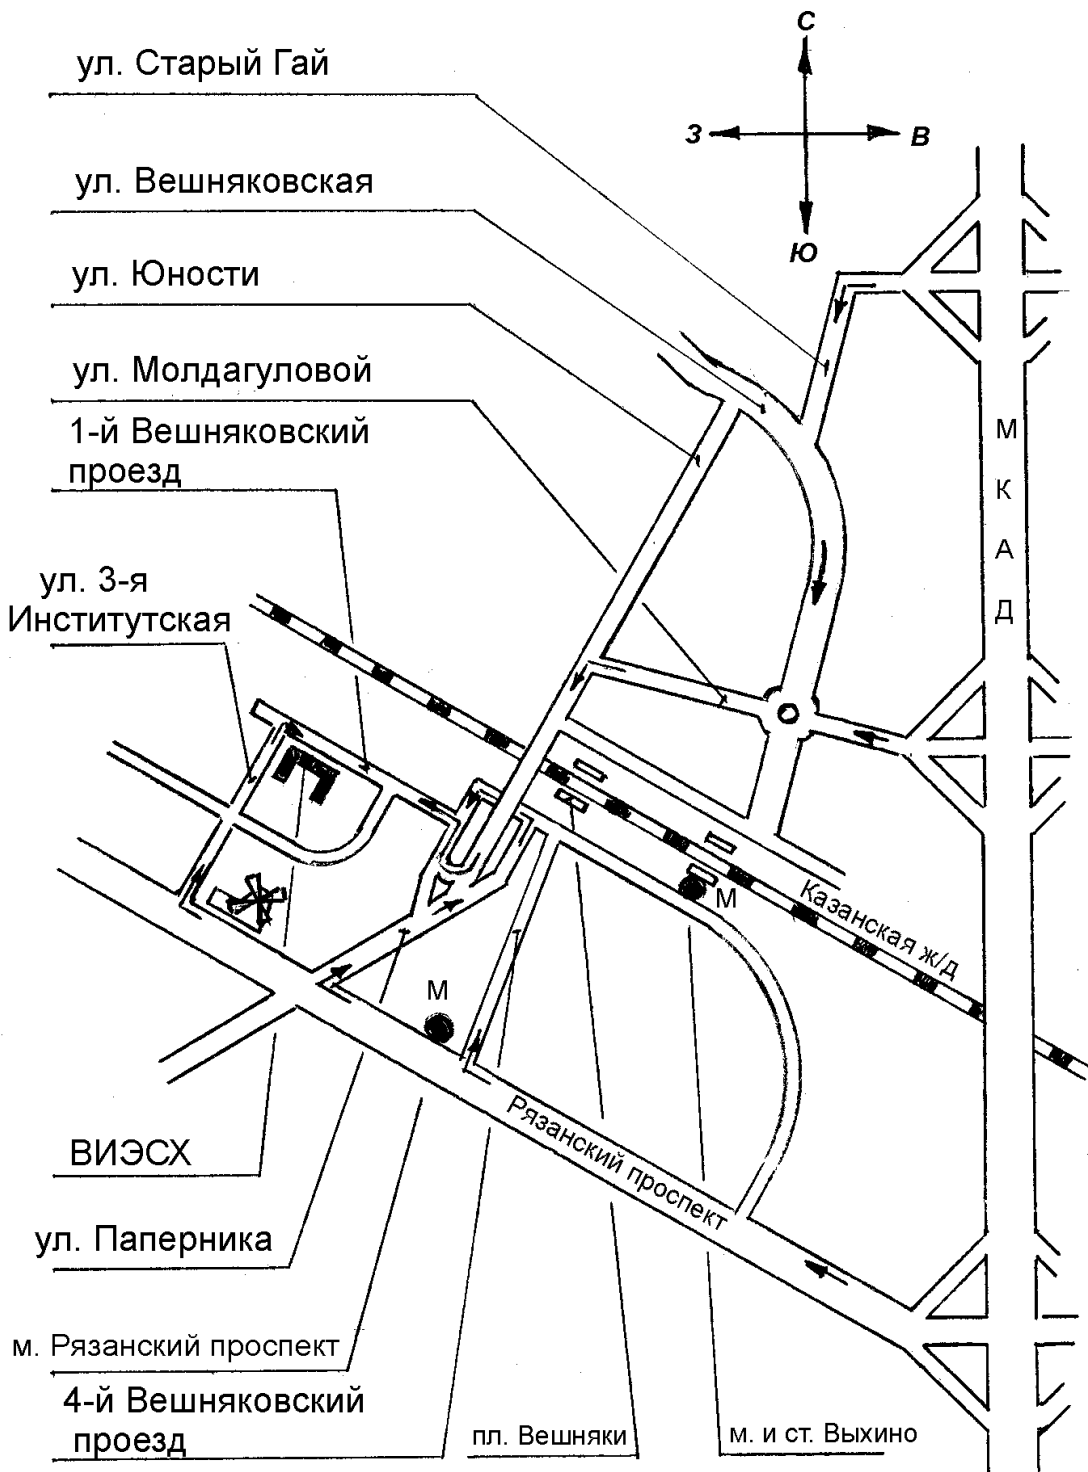 С
ул. Старый Гай
З
В
ул. Вешняковская
Ю
ул. Юности
ул. Молдагуловой
1-й Вешняковский
проезд
М
К
А
Д
ул. 3-я
Институтская
Казанская ж/д
М
М
Рязанский проспект
ВИЭСХ
ул. Паперника
м. Рязанский проспект
4-й Вешняковский
проезд
пл. Вешняки
м. и ст. Выхино